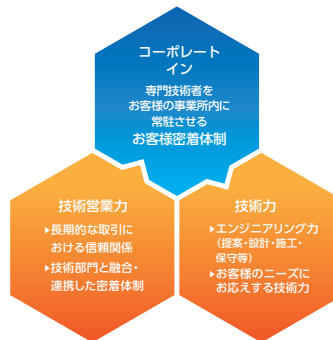 コーポレート
イン
専門技術者を
お客様の事業所内に
常駐させる
お客様密着体制
技術営業力
▶長期的な取引に
おける信頼関係
▶技術部門と融合・
連携した密着体制
技術力
▶エンジニアリング力
(提案・設計・施工・
保守等)
▶お客様のニーズに
お応えする技術力